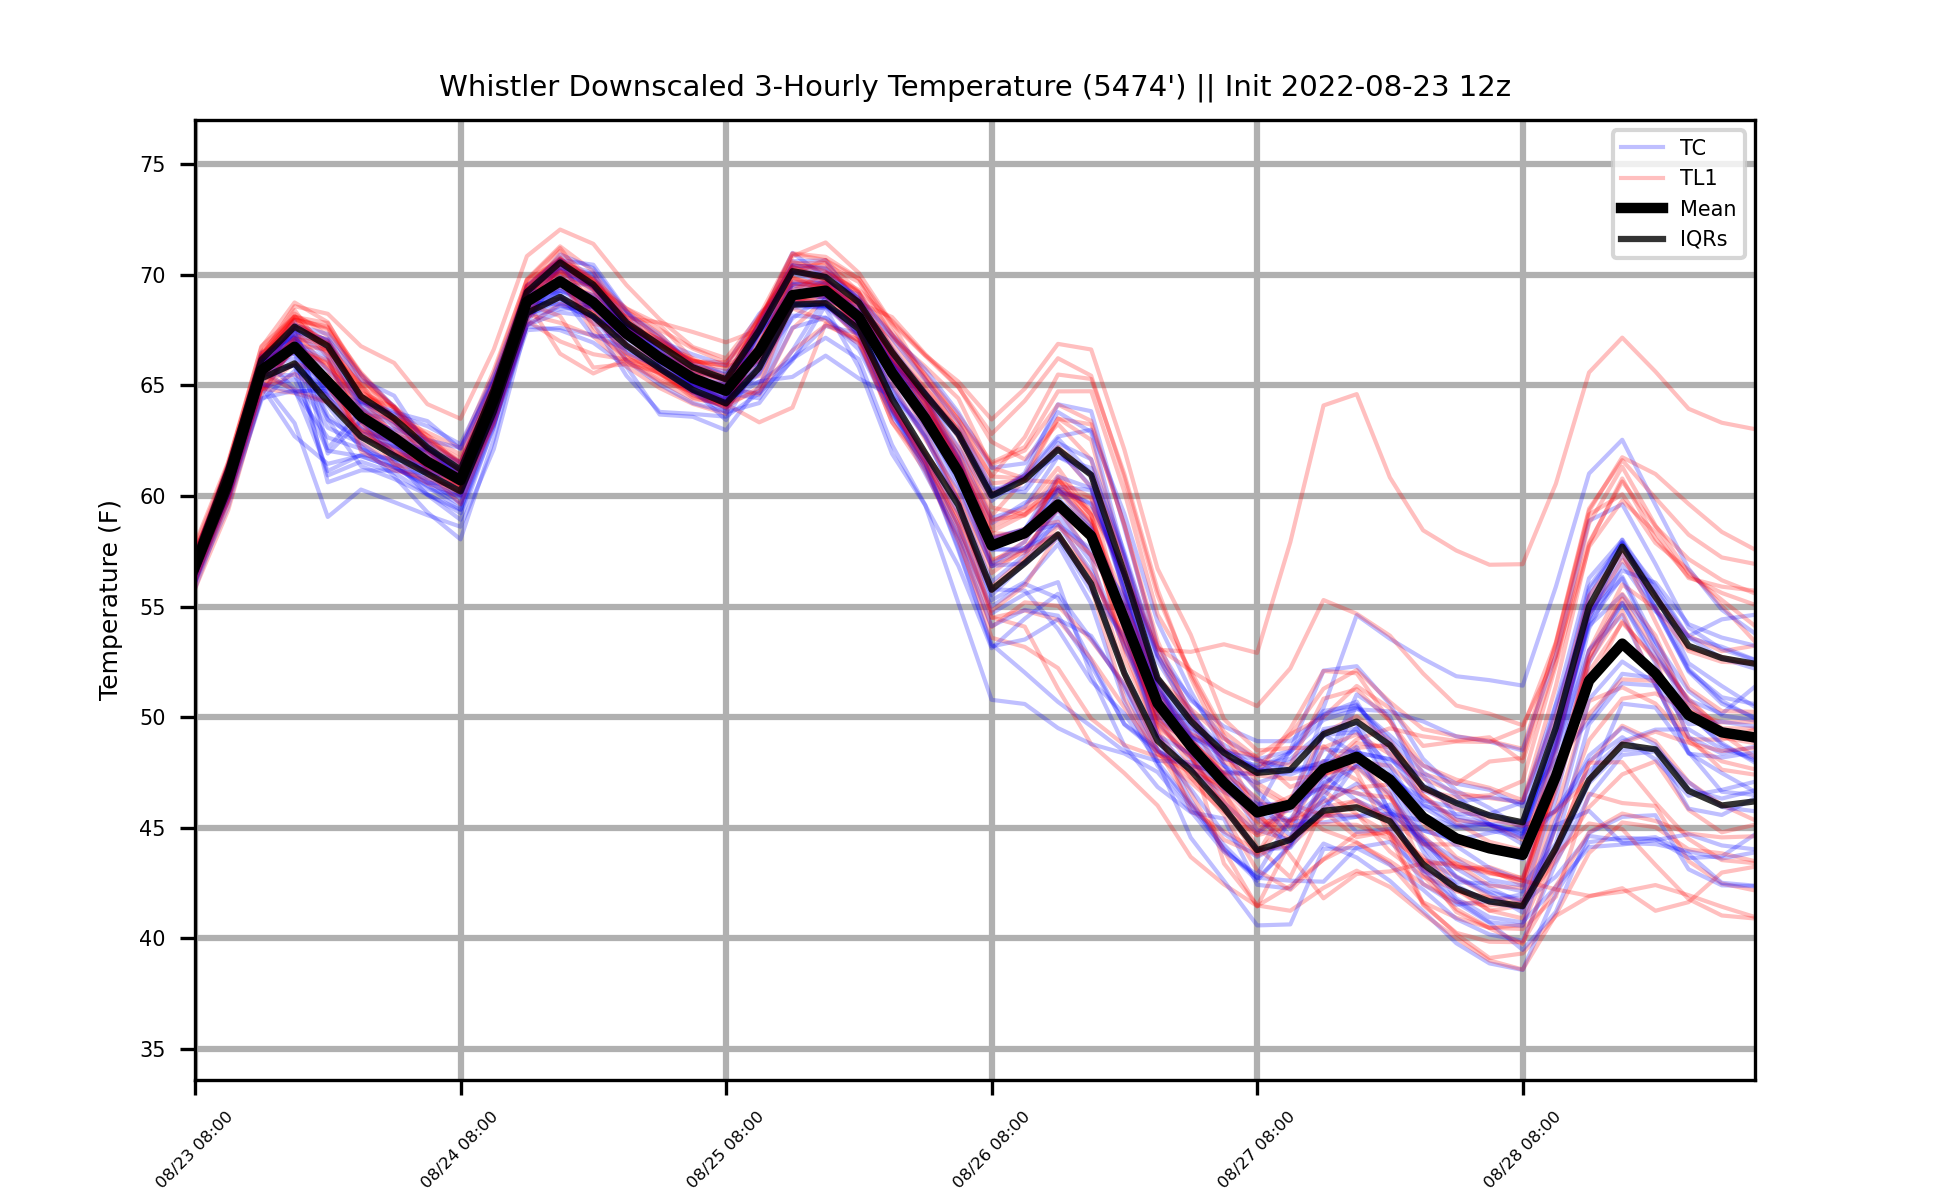 Whistler Downscaled 3-Hourly Temperature (5474') || Init 2022-08-23 12z
TC
TL1
Mean
IQRs
75
70
65
60
55
50
45
40
35
Temperature (F)
08/23 08:00
08/24 08:00
08/25 08:00
08/26 08:00
08/27 08:00
08/28 08:00